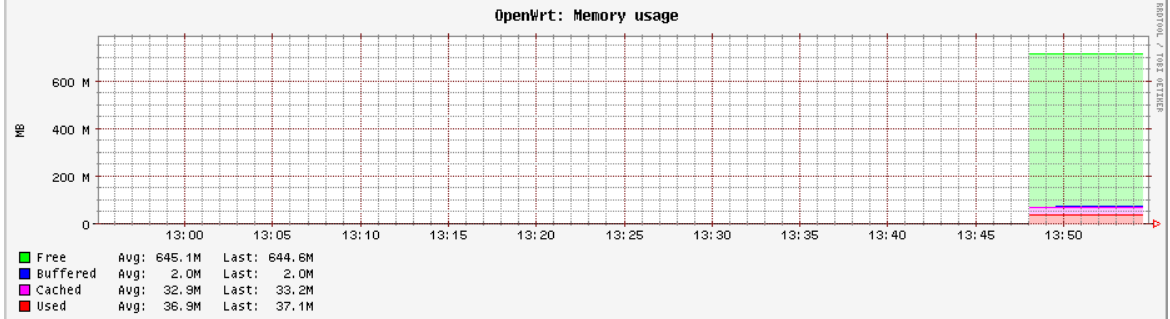 OpenWrt: Memory usage
RRDTOOL / TOBI OETIKER
MB
600 M
400 M
200 M
0
13:00 13:05 13:10 13:15 13:20 13:25 13:30 13:35 13:40 13:45 13:50
Free Avg: 645.1M Last: 644.6M
Buffered Avg: 2.0M Last: 2.0M
Cached Avg: 32.9M Last: 33.2M
Used Avg: 36.9M Last: 37.1M